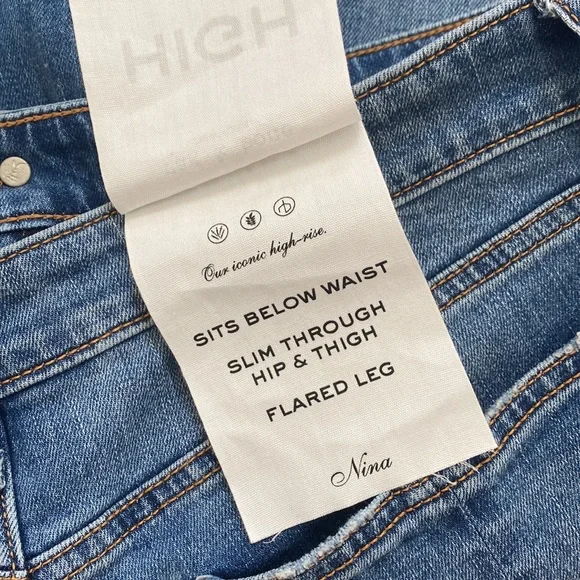 HIGH
Our iconic high-rise.
SITS BELOW WAIST
SLIM THROUGH
HIP & THIGH
FLARED LEG
Nina